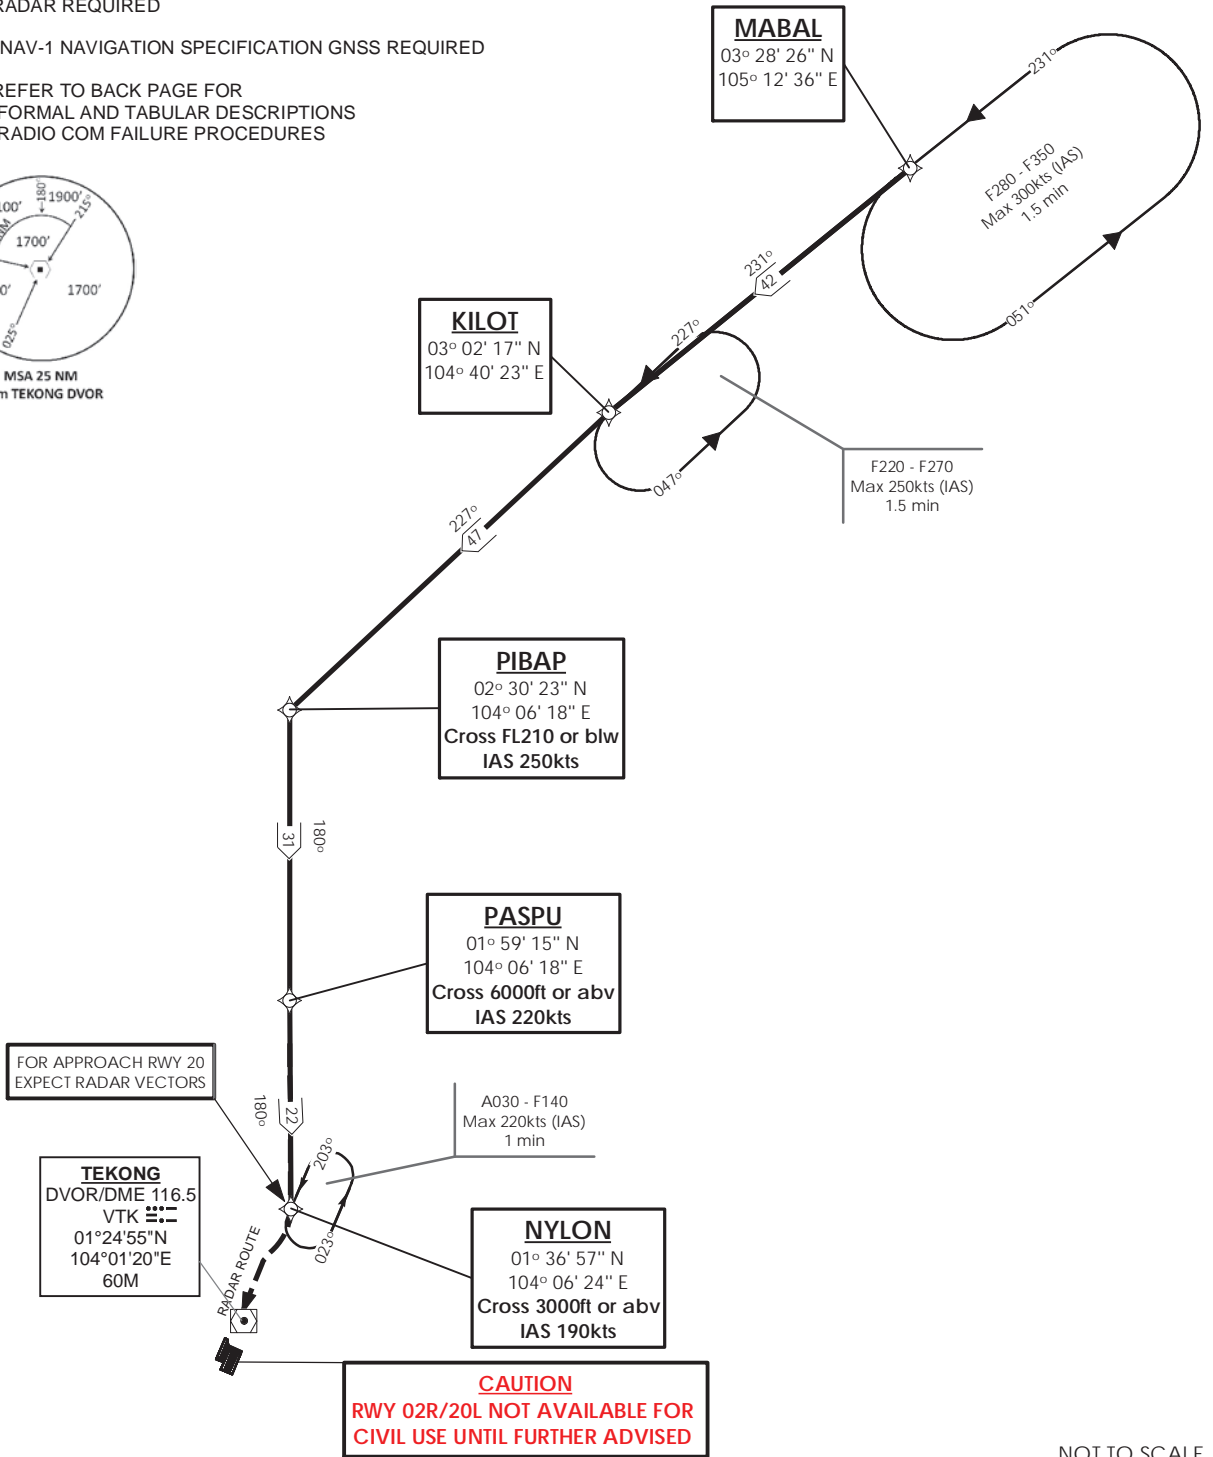 RADAR REQUIRED
NAV-1 NAVIGATION SPECIFICATION GNSS REQUIRED
REFER TO BACK PAGE FOR
FORMAL AND TABULAR DESCRIPTIONS
RADIO COM FAILURE PROCEDURES
180°
1900'
215°
1700'
1700'
025°
MSA 25 NM
TEKONG DVOR
MABAL
03° 28' 26" N
105° 12' 36" E
231°
F280 - F350
Max 300kts (IAS)
1.5 min
051°
231°
42
KILOT
03° 02' 17" N
104° 40' 23" E
227°
047°
F220 - F270
Max 250kts (IAS)
1.5 min
227°
47
PIBAP
02° 30' 23" N
104° 06' 18" E
Cross FL210 or blw
IAS 250kts
31
180°
PASPU
01° 59' 15" N
104° 06' 18" E
Cross 6000ft or abv
IAS 220kts
FOR APPROACH RWY 20
EXPECT RADAR VECTORS
180°
22
A030 - F140
Max 220kts (IAS)
1 min
203°
023°
TEKONG
DVOR/DME 116.5
VTK
01°24'55"N
104°01'20"E
60M
RADAR ROUTE
NYLON
01° 36' 57" N
104° 06' 24" E
Cross 3000ft or abv
IAS 190kts
CAUTION
RWY 02R/20L NOT AVAILABLE FOR
CIVIL USE UNTIL FURTHER ADVISED
NOT TO SCALE